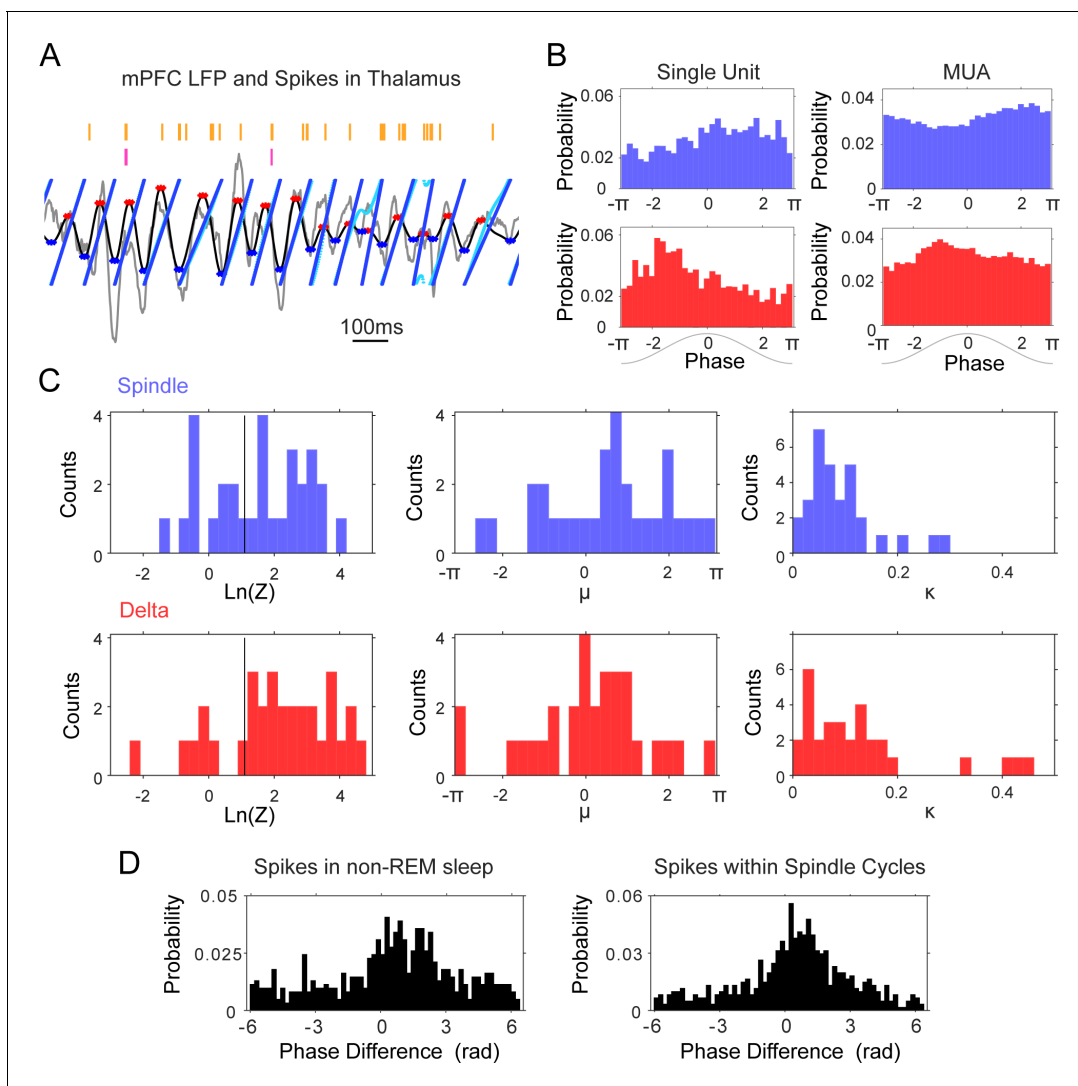 A
mPFC LFP and Spikes in Thalamus
100ms
B
Single Unit
MUA
Probability
0.06
0.04
0.02
0
-π -2 0 2 π
Probability
0.04
0.02
0
-π -2 0 2 π
Probability
0.06
0.04
0.02
0
-π -2 0 2 π
Phase
Probability
0.04
0.02
0
-π -2 0 2 π
Phase
C
Spindle
Counts
4
2
0
-2 0 2 4
Ln(Z)
Counts
4
2
0
-π -2 0 2 π
μ
Counts
6
4
2
0
0 0.2 0.4
κ
Delta
Counts
4
2
0
-2 0 2 4
Ln(Z)
Counts
4
2
0
-π -2 0 2 π
μ
Counts
6
4
2
0
0 0.2 0.4
κ
D
Spikes in non-REM sleep
Probability
0.05
0.025
0
-6 -3 0 3 6
Phase Difference (rad)
Spikes within Spindle Cycles
Probability
0.06
0.03
0
-6 -3 0 3 6
Phase Difference (rad)